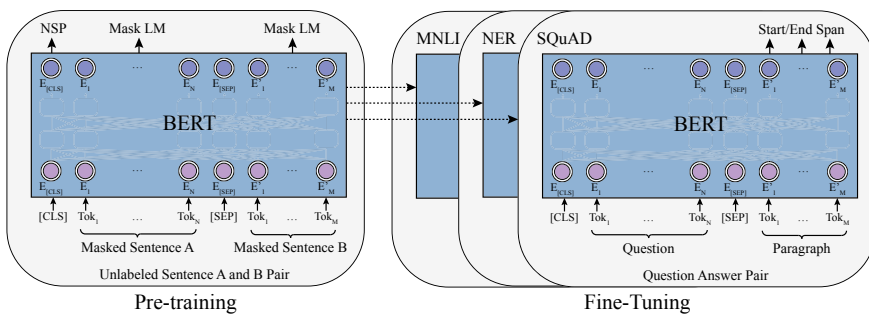 NSP Mask LM Mask LM
E[CLS] E1 ... EN E[SEP] E'1 ... E'M
BERT
E[CLS] E1 EN E[SEP] E'1 E'M
[CLS] Tok1 ... TokN [SEP] Tok1 ... TokM
Masked Sentence A Masked Sentence B
Unlabeled Sentence A and B Pair
Pre-training
MNLI NER SQuAD Start/End Span
E[CLS] E1 ... EN E[SEP] E'1 ... E'M
BERT
E[CLS] E1 EN E[SEP] E'1 E'M
[CLS] Tok1 ... TokN [SEP] Tok1 ... TokM
Question Paragraph
Question Answer Pair
Fine-Tuning